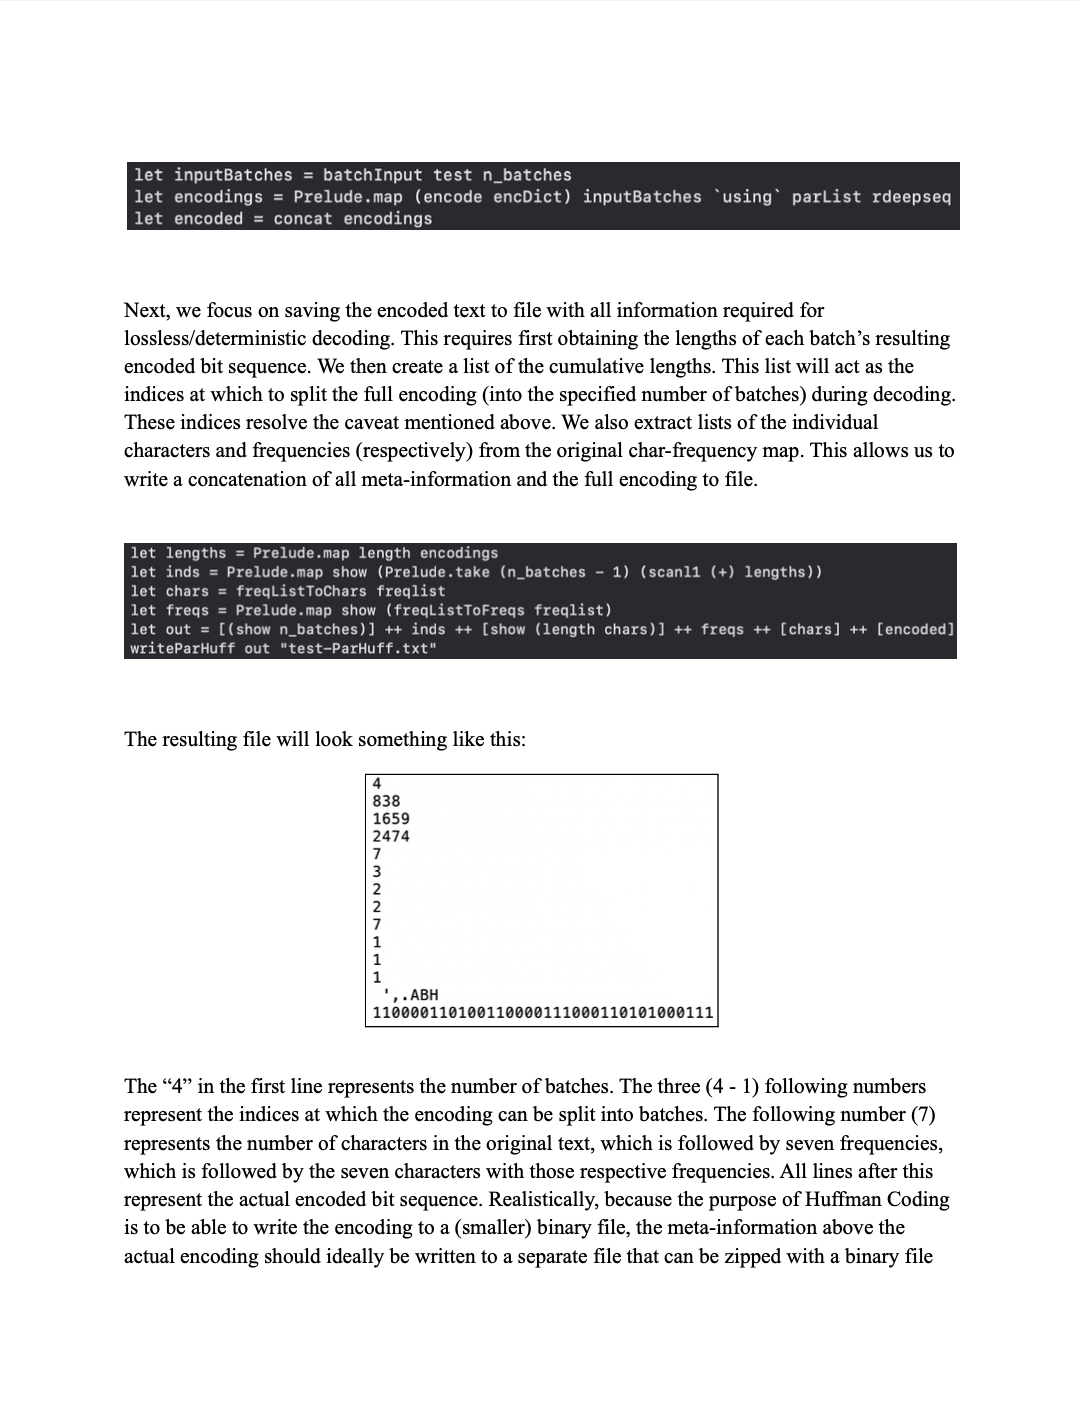 let inputBatches = batchInput test n_batches
let encodings = Prelude.map (encode encDict) inputBatches `using` parList rdeepseq
let encoded = concat encodings
Next, we focus on saving the encoded text to file with all information required for
lossless/deterministic decoding. This requires first obtaining the lengths of each batch’s resulting
encoded bit sequence. We then create a list of the cumulative lengths. This list will act as the
indices at which to split the full encoding (into the specified number of batches) during decoding.
These indices resolve the caveat mentioned above. We also extract lists of the individual
characters and frequencies (respectively) from the original char-frequency map. This allows us to
write a concatenation of all meta-information and the full encoding to file.
let lengths = Prelude.map length encodings
let inds = Prelude.map show (Prelude.take (n_batches - 1) (scanl1 (+) lengths))
let chars = freqListToChars freqlist
let freqs = Prelude.map show (freqListToFreqs freqlist)
let out = [(show n_batches)] ++ inds ++ [show (length chars)] ++ freqs ++ [chars] ++ [encoded]
writeParHuff out "test-ParHuff.txt"
The resulting file will look something like this:
4
838
1659
2474
7
3
2
2
7
1
1
1
 ',.ABH
110000110100110000111000110101000111
The “4” in the first line represents the number of batches. The three (4 - 1) following numbers
represent the indices at which the encoding can be split into batches. The following number (7)
represents the number of characters in the original text, which is followed by seven frequencies,
which is followed by the seven characters with those respective frequencies. All lines after this
represent the actual encoded bit sequence. Realistically, because the purpose of Huffman Coding
is to be able to write the encoding to a (smaller) binary file, the meta-information above the
actual encoding should ideally be written to a separate file that can be zipped with a binary file